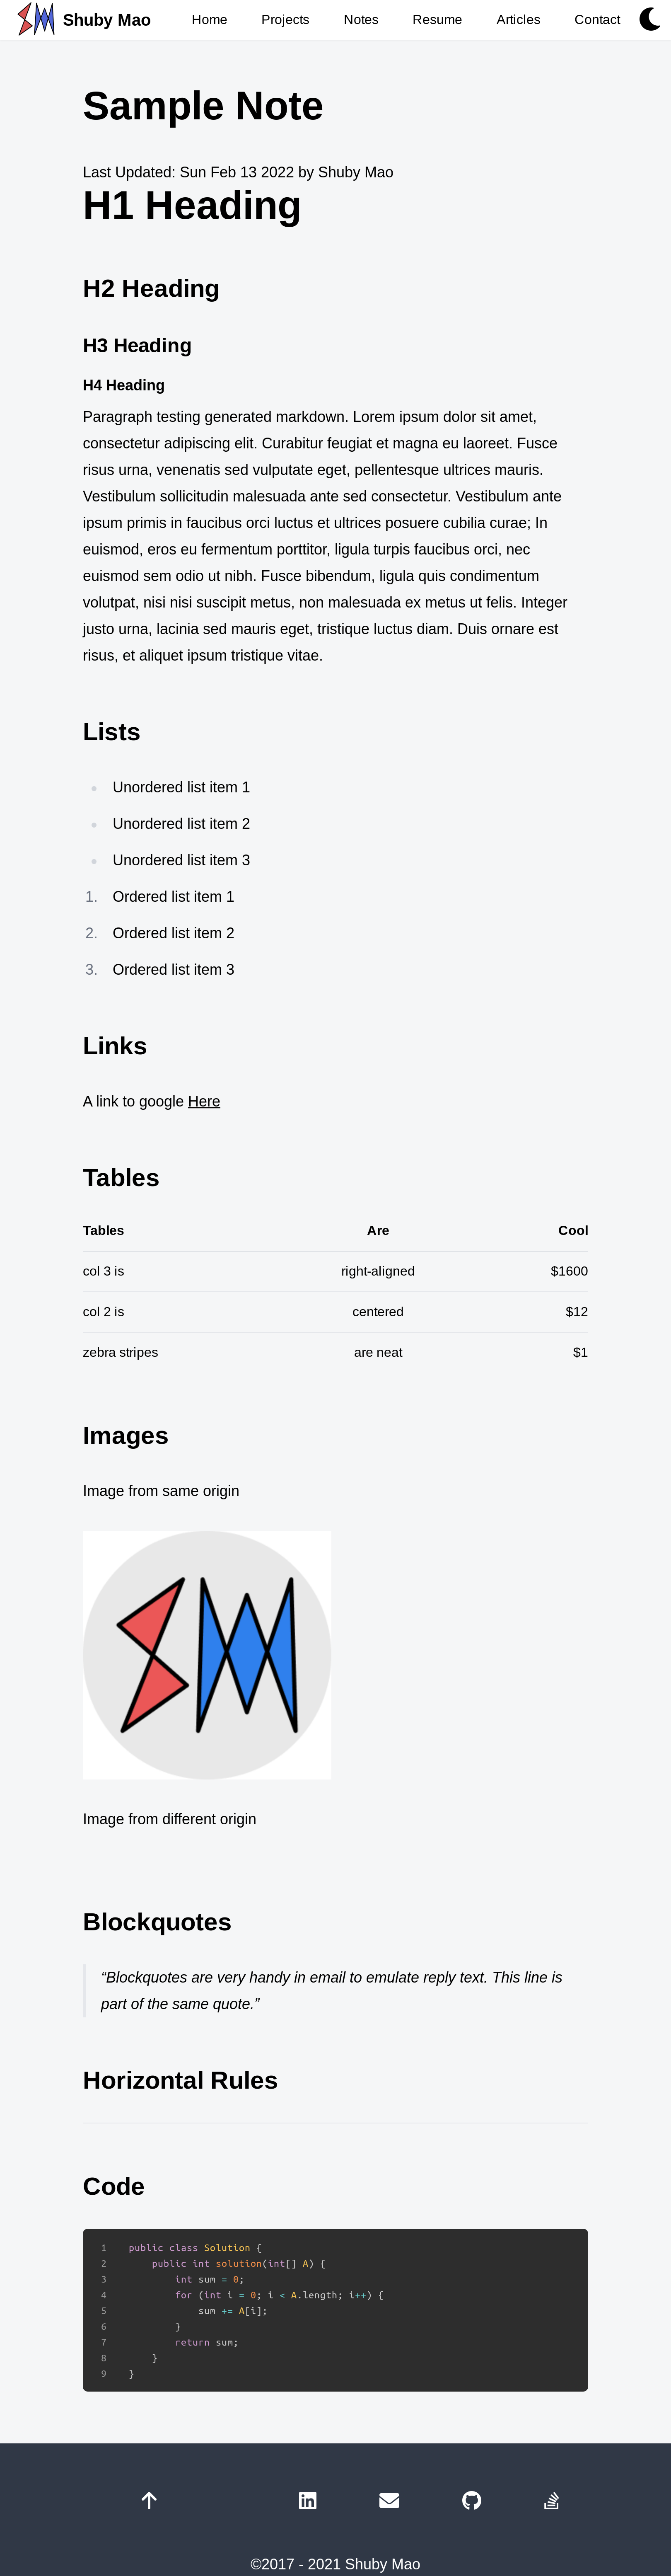 Shuby Mao Home Projects Notes Resume Articles Contact
Sample Note
Last Updated: Sun Feb 13 2022 by Shuby Mao
H1 Heading
H2 Heading
H3 Heading
H4 Heading
Paragraph testing generated markdown. Lorem ipsum dolor sit amet,
consectetur adipiscing elit. Curabitur feugiat et magna eu laoreet. Fusce
risus urna, venenatis sed vulputate eget, pellentesque ultrices mauris.
Vestibulum sollicitudin malesuada ante sed consectetur. Vestibulum ante
ipsum primis in faucibus orci luctus et ultrices posuere cubilia curae; In
euismod, eros eu fermentum porttitor, ligula turpis faucibus orci, nec
euismod sem odio ut nibh. Fusce bibendum, ligula quis condimentum
volutpat, nisi nisi suscipit metus, non malesuada ex metus ut felis. Integer
justo urna, lacinia sed mauris eget, tristique luctus diam. Duis ornare est
risus, et aliquet ipsum tristique vitae.
Lists
Unordered list item 1
Unordered list item 2
Unordered list item 3
1. Ordered list item 1
2. Ordered list item 2
3. Ordered list item 3
Links
A link to google Here
Tables
Tables Are Cool
col 3 is right-aligned $1600
col 2 is centered $12
zebra stripes are neat $1
Images
Image from same origin
SM
Image from different origin
Blockquotes
“Blockquotes are very handy in email to emulate reply text. This line is
part of the same quote.”
Horizontal Rules
Code
1 public class Solution {
2     public int solution(int[] A) {
3         int sum = 0;
4         for (int i = 0; i < A.length; i++) {
5             sum += A[i];
6         }
7         return sum;
8     }
9 }
©2017 - 2021 Shuby Mao